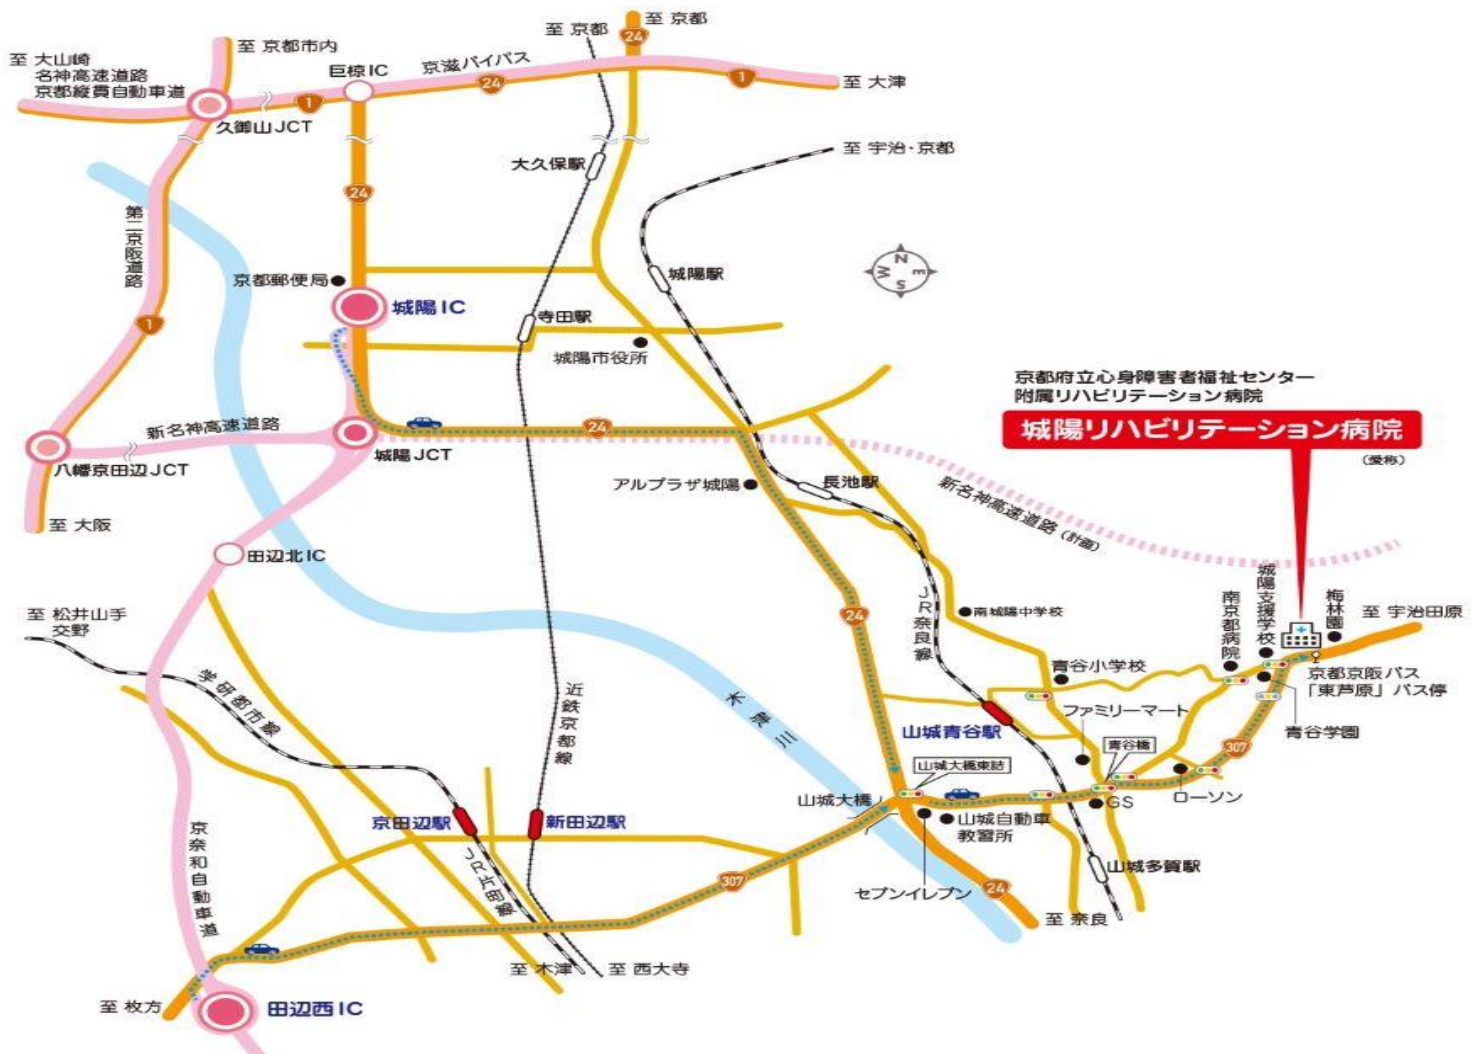 至 京都
至 京都
24
至 京都市内
至 大山崎
名神高速道路
京都縦貫自動車道
巨椋IC
京滋バイパス
24
1
至 大津
1
久御山JCT
大久保駅
至 宇治・京都
24
第二京阪道路
城陽駅
N
W
E
S
京都郵便局
城陽IC
1
寺田駅
城陽市役所
京都府立心身障害者福祉センター
附属リハビリテーション病院
城陽リハビリテーション病院
(愛称)
新名神高速道路
24
八幡京田辺JCT
城陽JCT
アルプラザ城陽
長池駅
新名神高速道路(計画)
至 大阪
田辺北IC
至 松井山手
交野
24
JR奈良線
南城陽中学校
城陽支援学校
南京都病院
梅林園
至 宇治田原
青谷小学校
京都京阪バス
「東芦原」バス停
学研都市線
近鉄京都線
木津川
山城青谷駅
ファミリーマート
青谷学園
青谷橋
307
山城大橋東詰
山城大橋
GS
ローソン
京田辺駅
新田辺駅
山城自動車
教習所
京奈和自動車道
JR片町線
307
セブンイレブン
24
山城多賀駅
至 奈良
至 木津
至 西大寺
至 枚方
田辺西IC